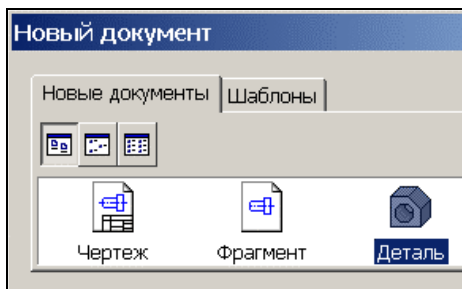 Новый документ
Новые документы Шаблоны
Чертеж Фрагмент Деталь